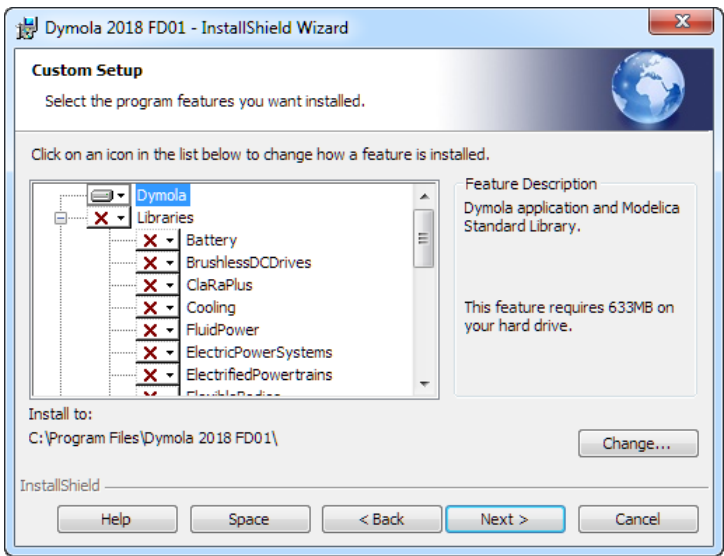 Dymola 2018 FD01 - InstallShield Wizard
Custom Setup
Select the program features you want installed.
Click on an icon in the list below to change how a feature is installed.
Dymola
Libraries
Battery
BrushlessDCDrives
ClaRaPlus
Cooling
FluidPower
ElectricPowerSystems
ElectrifiedPowertrains
Feature Description
Dymola application and Modelica
Standard Library.
This feature requires 633MB on
your hard drive.
Install to:
C:\Program Files\Dymola 2018 FD01\
Change...
InstallShield
Help
Space
< Back
Next >
Cancel